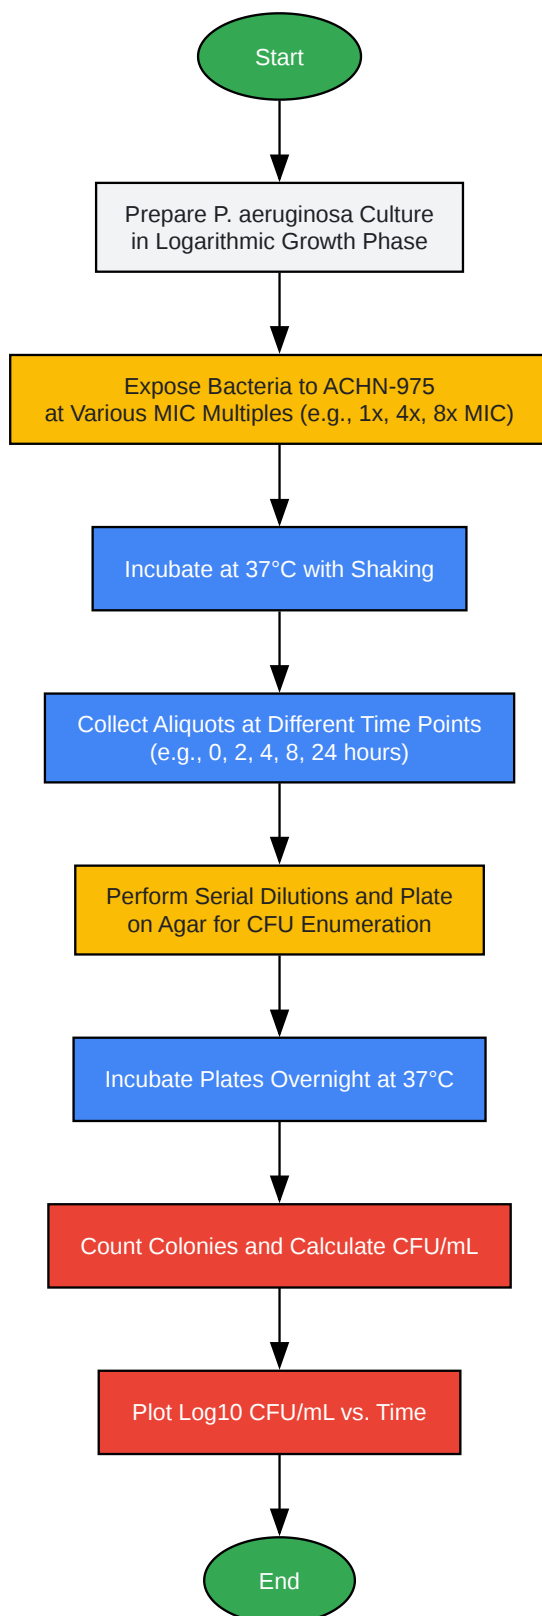 Start
Prepare P. aeruginosa Culture
in Logarithmic Growth Phase
Expose Bacteria to ACHN-975
at Various MIC Multiples (e.g., 1x, 4x, 8x MIC)
Incubate at 37°C with Shaking
Collect Aliquots at Different Time Points
(e.g., 0, 2, 4, 8, 24 hours)
Perform Serial Dilutions and Plate
on Agar for CFU Enumeration
Incubate Plates Overnight at 37°C
Count Colonies and Calculate CFU/mL
Plot Log10 CFU/mL vs. Time
End